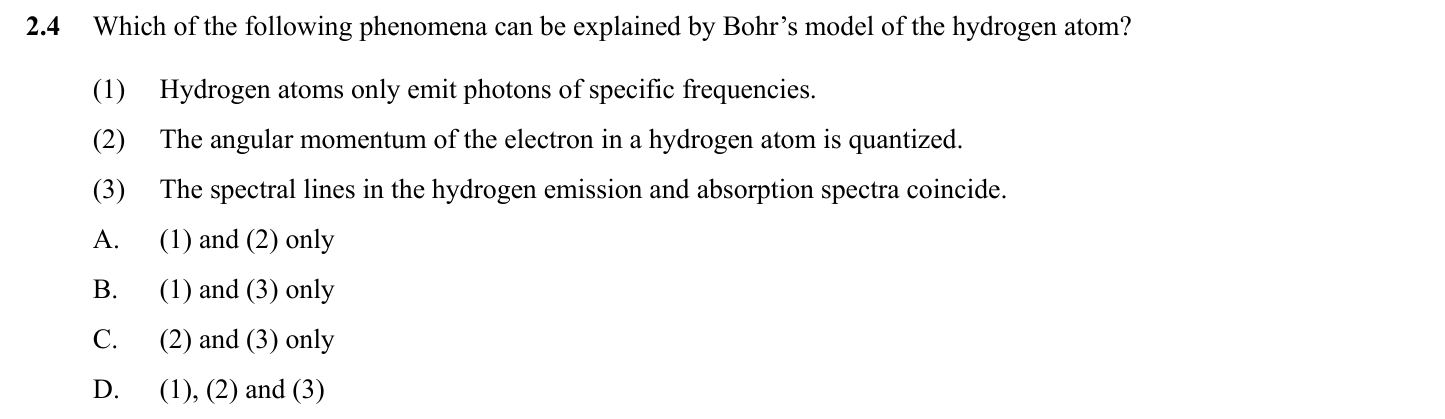 2.4 Which of the following phenomena can be explained by Bohr’s model of the hydrogen atom?
(1) Hydrogen atoms only emit photons of specific frequencies.
(2) The angular momentum of the electron in a hydrogen atom is quantized.
(3) The spectral lines in the hydrogen emission and absorption spectra coincide.
A. (1) and (2) only
B. (1) and (3) only
C. (2) and (3) only
D. (1), (2) and (3)